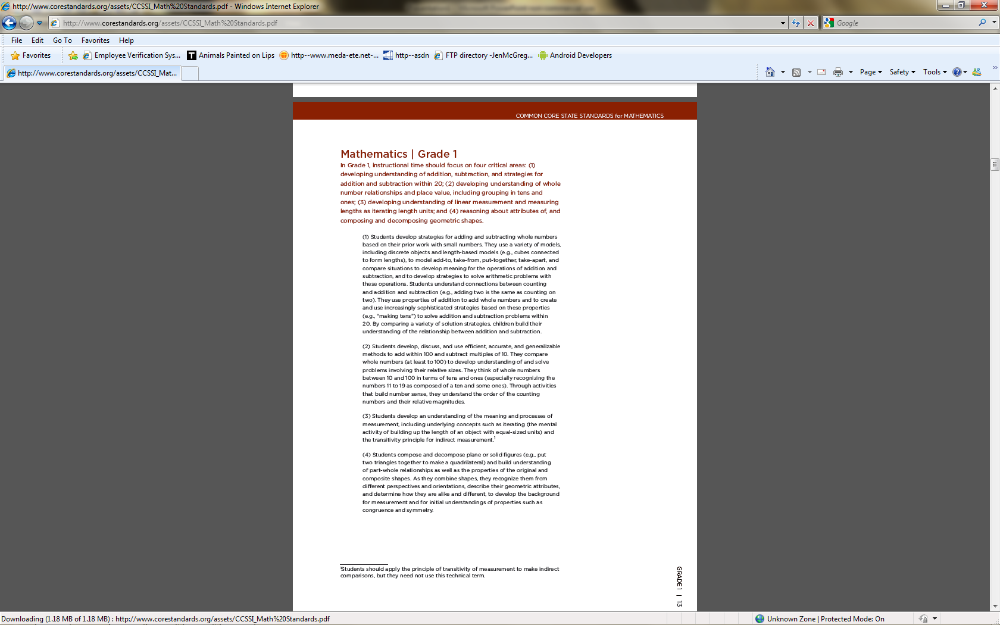 http://www.corestandards.org/assets/CCSSI_Math%20Standards.pdf - Windows Internet Explorer
http://www.corestandards.org/assets/CCSSI_Math%20Standards.pdf
Google
File Edit Go To Favorites Help
Favorites Employee Verification Sys... Animals Painted on Lips http--www.meda-ete.net-... http--asdn FTP directory -JenMcGreg... Android Developers
http://www.corestandards.org/assets/CCSSI_Mat...
Page Safety Tools
COMMON CORE STATE STANDARDS for MATHEMATICS
Mathematics | Grade 1
In Grade 1, instructional time should focus on four critical areas: (1)
developing understanding of addition, subtraction, and strategies for
addition and subtraction within 20; (2) developing understanding of whole
number relationships and place value, including grouping in tens and
ones; (3) developing understanding of linear measurement and measuring
lengths as iterating length units; and (4) reasoning about attributes of, and
composing and decomposing geometric shapes.
(1) Students develop strategies for adding and subtracting whole numbers
based on their prior work with small numbers. They use a variety of models,
including discrete objects and length-based models (e.g., cubes connected
to form lengths), to model add-to, take-from, put-together, take-apart, and
compare situations to develop meaning for the operations of addition and
subtraction, and to develop strategies to solve arithmetic problems with
these operations. Students understand connections between counting
and addition and subtraction (e.g., adding two is the same as counting on
two). They use properties of addition to add whole numbers and to create
and use increasingly sophisticated strategies based on these properties
(e.g., “making tens”) to solve addition and subtraction problems within
20. By comparing a variety of solution strategies, children build their
understanding of the relationship between addition and subtraction.
(2) Students develop, discuss, and use efficient, accurate, and generalizable
methods to add within 100 and subtract multiples of 10. They compare
whole numbers (at least to 100) to develop understanding of and solve
problems involving their relative sizes. They think of whole numbers
between 10 and 100 in terms of tens and ones (especially recognizing the
numbers 11 to 19 as composed of a ten and some ones). Through activities
that build number sense, they understand the order of the counting
numbers and their relative magnitudes.
(3) Students develop an understanding of the meaning and processes of
measurement, including underlying concepts such as iterating (the mental
activity of building up the length of an object with equal-sized units) and
the transitivity principle for indirect measurement.1
(4) Students compose and decompose plane or solid figures (e.g., put
two triangles together to make a quadrilateral) and build understanding
of part-whole relationships as well as the properties of the original and
composite shapes. As they combine shapes, they recognize them from
different perspectives and orientations, describe their geometric attributes,
and determine how they are alike and different, to develop the background
for measurement and for initial understandings of properties such as
congruence and symmetry.
1Students should apply the principle of transitivity of measurement to make indirect
comparisons, but they need not use this technical term.
GRADE 1 | 13
Downloading (1.18 MB of 1.18 MB) : http://www.corestandards.org/assets/CCSSI_Math%20Standards.pdf
Unknown Zone | Protected Mode: On